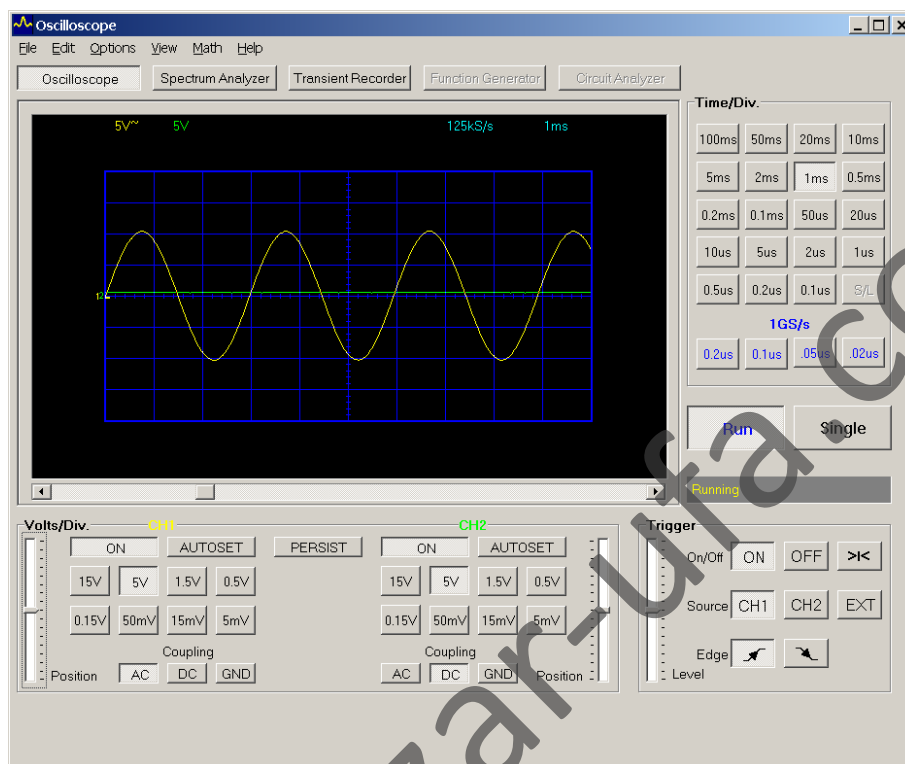 Oscilloscope
File Edit Options View Math Help
Oscilloscope Spectrum Analyzer Transient Recorder Function Generator Circuit Analyzer
5V~ 5V 125kS/s 1ms
12
Time/Div.
100ms 50ms 20ms 10ms
5ms 2ms 1ms 0.5ms
0.2ms 0.1ms 50us 20us
10us 5us 2us 1us
0.5us 0.2us 0.1us S/L
1GS/s
0.2us 0.1us .05us .02us
Run Single
Running
Volts/Div. CH1 CH2
ON AUTOSET PERSIST ON AUTOSET
15V 5V 1.5V 0.5V 15V 5V 1.5V 0.5V
0.15V 50mV 15mV 5mV 0.15V 50mV 15mV 5mV
Coupling Coupling
Position AC DC GND AC DC GND Position
Trigger
On/Off ON OFF >I<
Source CH1 CH2 EXT
Edge
Level
zar-ufa.co